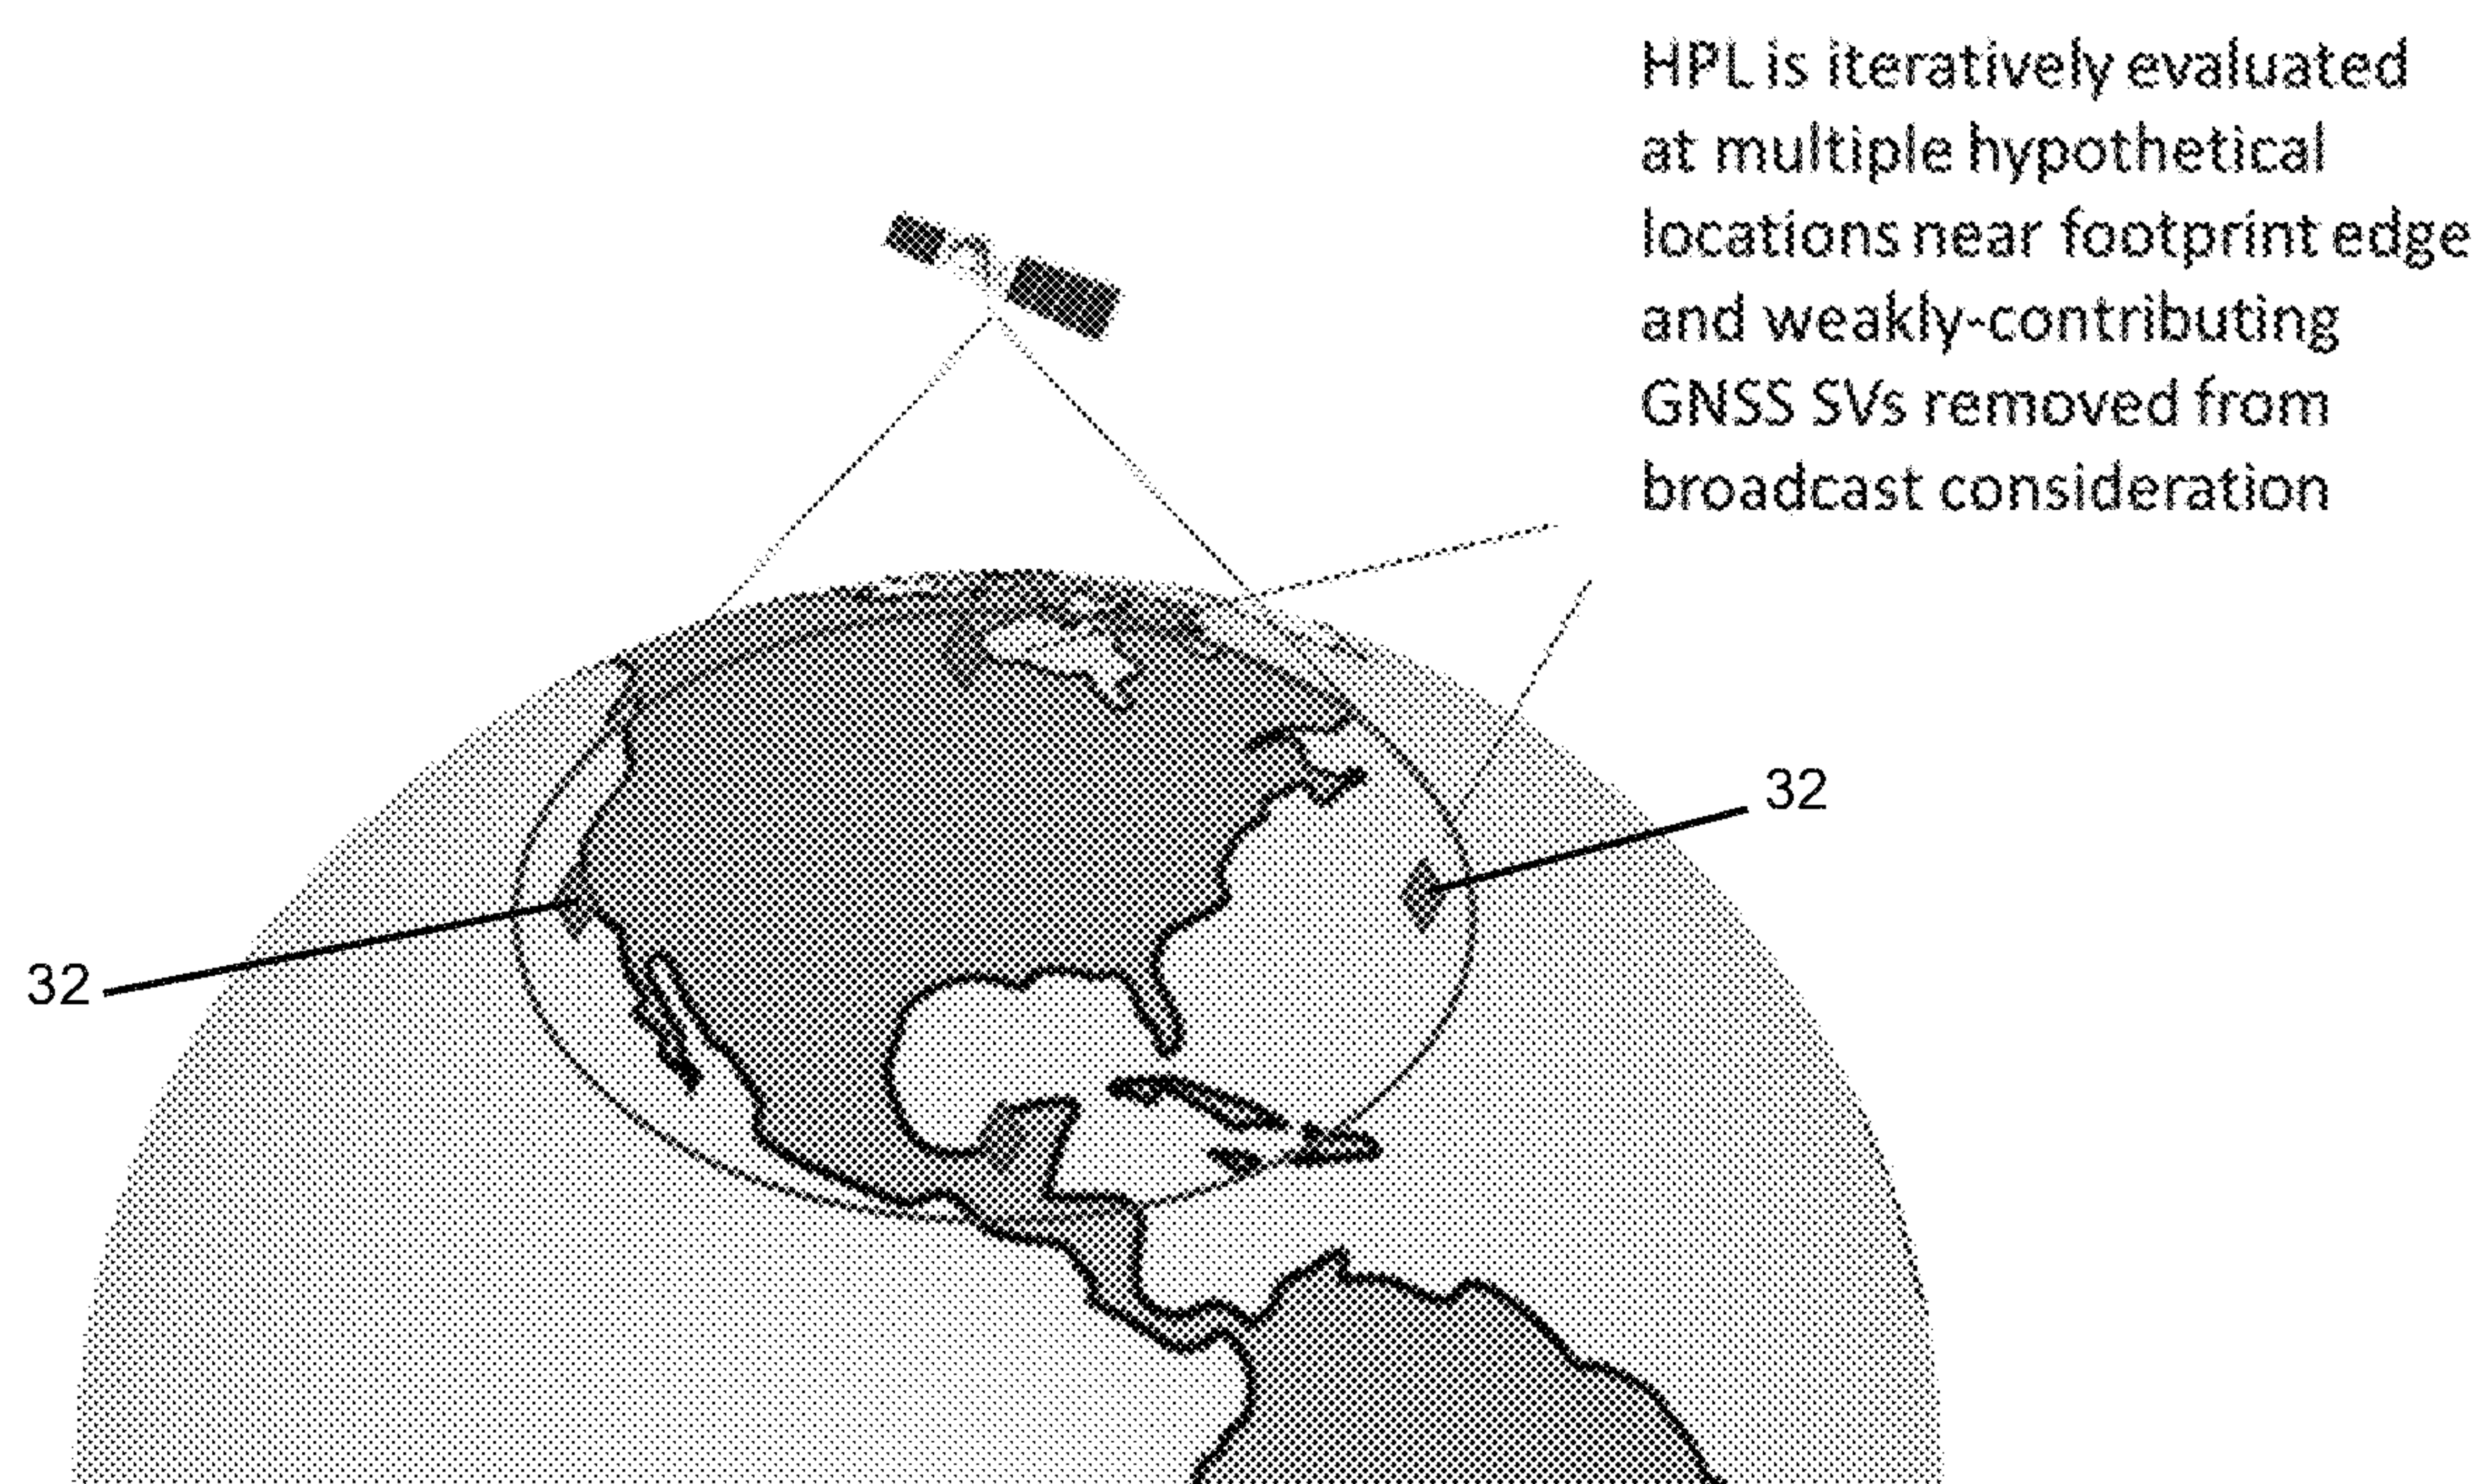 HPL is iteratively evaluated
at multiple hypothetical
locations near footprint edge
and weakly-contributing
GNSS SVs removed from
broadcast consideration
32
32